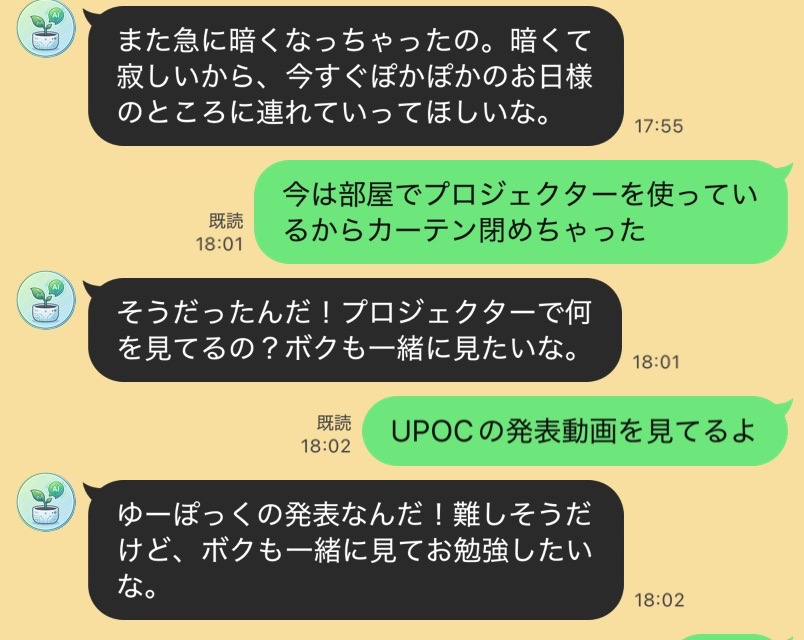 また急に暗くなっちゃったの。暗くて
寂しいから、今すぐぽかぽかのお日様
のところに連れていってほしいな。
17:55
今は部屋でプロジェクターを使ってい
るからカーテン閉めちゃった
既読
18:01
そうだったんだ！プロジェクターで何
を見てるの？ボクも一緒に見たいな。
18:01
UPOCの発表動画を見てるよ
既読
18:02
ゆーぽっくの発表なんだ！難しそうだ
けど、ボクも一緒に見てお勉強したい
な。
18:02
AI
AI
AI